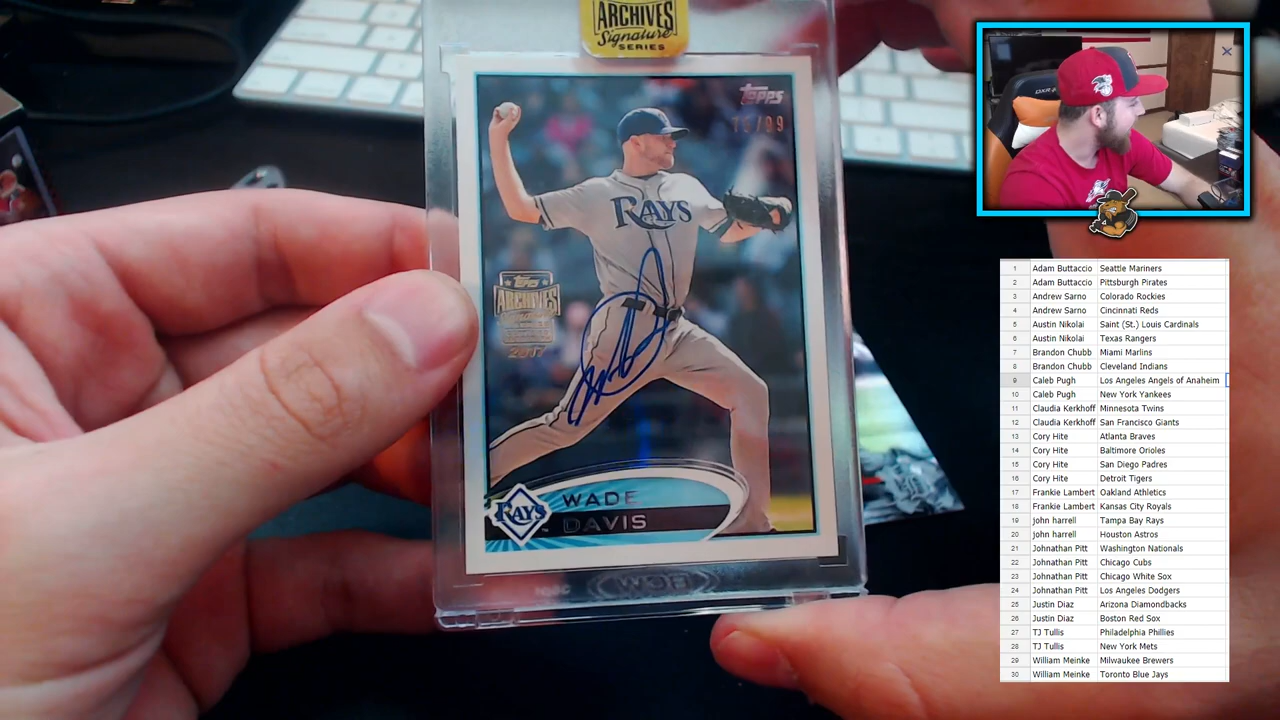 ARCHIVES
Signature
SERIES
TOPPS
RAYS
TOPPS
ARCHIVES
2017
RAYS
WADE
DAVIS
DXR
1 Adam Buttaccio Seattle Mariners
2 Adam Buttaccio Pittsburgh Pirates
3 Andrew Sarno Colorado Rockies
4 Andrew Sarno Cincinnati Reds
5 Austin Nikolai Saint (St.) Louis Cardinals
6 Austin Nikolai Texas Rangers
7 Brandon Chubb Miami Marlins
8 Brandon Chubb Cleveland Indians
9 Caleb Pugh Los Angeles Angels of Anaheim
10 Caleb Pugh New York Yankees
11 Claudia Kerkhoff Minnesota Twins
12 Claudia Kerkhoff San Francisco Giants
13 Cory Hite Atlanta Braves
14 Cory Hite Baltimore Orioles
15 Cory Hite San Diego Padres
16 Cory Hite Detroit Tigers
17 Frankie Lambert Oakland Athletics
18 Frankie Lambert Kansas City Royals
19 john harrell Tampa Bay Rays
20 john harrell Houston Astros
21 Johnathan Pitt Washington Nationals
22 Johnathan Pitt Chicago Cubs
23 Johnathan Pitt Chicago White Sox
24 Johnathan Pitt Los Angeles Dodgers
25 Justin Diaz Arizona Diamondbacks
26 Justin Diaz Boston Red Sox
27 TJ Tullis Philadelphia Phillies
28 TJ Tullis New York Mets
29 William Meinke Milwaukee Brewers
30 William Meinke Toronto Blue Jays